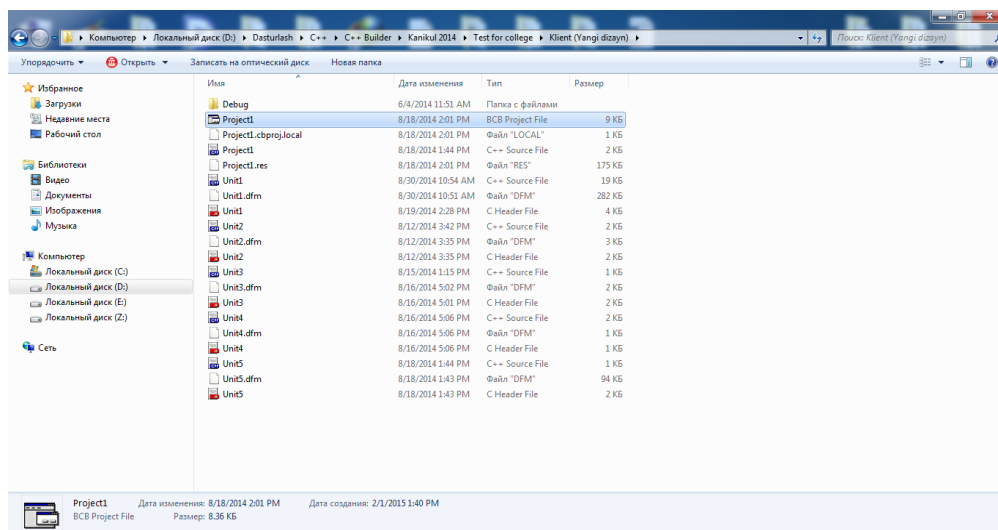 Компьютер ▸ Локальный диск (D:) ▸ Dasturlash ▸ C++ ▸ C++ Builder ▸ Kanikul 2014 ▸ Test for college ▸ Klient (Yangi dizayn) ▸ Поиск: Klient (Yangi dizayn)
Упорядочить Открыть Записать на оптический диск Новая папка
Избранное
Загрузки
Недавние места
Рабочий стол
Библиотеки
Видео
Документы
Изображения
Музыка
Компьютер
Локальный диск (C:)
Локальный диск (D:)
Локальный диск (E:)
Локальный диск (Z:)
Сеть
Имя Дата изменения Тип Размер
Debug 6/4/2014 11:51 AM Папка с файлами
Project1 8/18/2014 2:01 PM BCB Project File 9 КБ
Project1.cbproj.local 8/18/2014 2:01 PM Файл "LOCAL" 1 КБ
Project1 8/18/2014 1:44 PM C++ Source File 2 КБ
Project1.res 8/18/2014 2:01 PM Файл "RES" 175 КБ
Unit1 8/30/2014 10:54 AM C++ Source File 19 КБ
Unit1.dfm 8/30/2014 10:51 AM Файл "DFM" 282 КБ
Unit1 8/19/2014 2:28 PM C Header File 4 КБ
Unit2 8/12/2014 3:42 PM C++ Source File 2 КБ
Unit2.dfm 8/12/2014 3:35 PM Файл "DFM" 3 КБ
Unit2 8/12/2014 3:35 PM C Header File 2 КБ
Unit3 8/15/2014 1:15 PM C++ Source File 1 КБ
Unit3.dfm 8/16/2014 5:02 PM Файл "DFM" 2 КБ
Unit3 8/16/2014 5:01 PM C Header File 2 КБ
Unit4 8/16/2014 5:06 PM C++ Source File 2 КБ
Unit4.dfm 8/16/2014 5:06 PM Файл "DFM" 1 КБ
Unit4 8/16/2014 5:06 PM C Header File 1 КБ
Unit5 8/18/2014 1:44 PM C++ Source File 1 КБ
Unit5.dfm 8/18/2014 1:43 PM Файл "DFM" 94 КБ
Unit5 8/18/2014 1:43 PM C Header File 2 КБ
Project1 Дата изменения: 8/18/2014 2:01 PM Дата создания: 2/1/2015 1:40 PM
BCB Project File Размер: 8.36 КБ